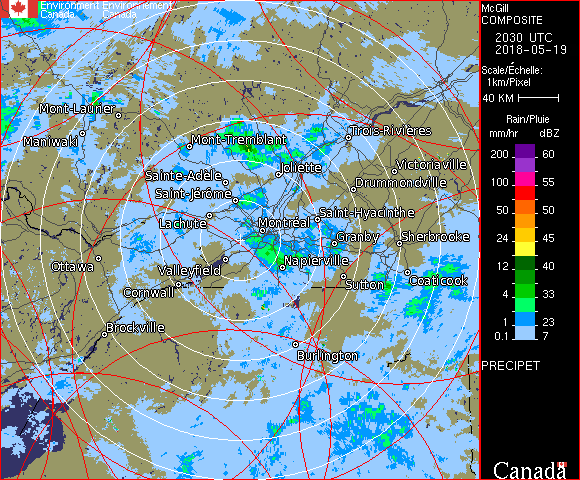 Environment Environnement
Canada Canada
Mont-Laurier
Maniwaki
Mont-Tremblant
Trois-Rivières
Joliette
Victoriaville
Sainte-Adèle
Drummondville
Saint-Jérôme
Saint-Hyacinthe
Lachute
Montréal
Granby
Sherbrooke
Ottawa
Valleyfield
Napierville
Cornwall
Sutton
Coaticook
Brockville
Burlington
McGill
COMPOSITE
2030 UTC
2018-05-19
Scale/Échelle:
1km/Pixel
40 KM
Rain/Pluie
mm/hr dBZ
200 60
100 55
50 50
24 45
12 40
4 33
1 23
0.1 7
PRECIPET
Canada